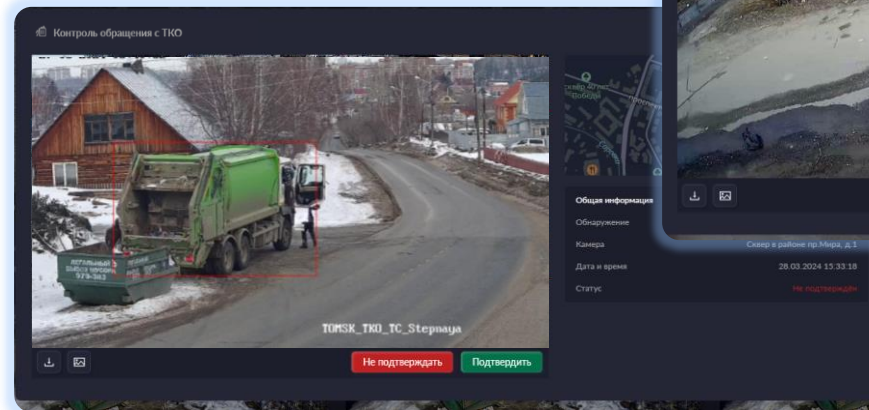 Контроль обращения с ТКО
TOMSK_TKO_TC_Stepnaya
Не подтверждать
Подтвердить
Общая информация
Обнаружение
Камера
Сквер в районе пр.Мира, д.1
Дата и время
28.03.2024 15:33:18
Статус
Не подтверждён